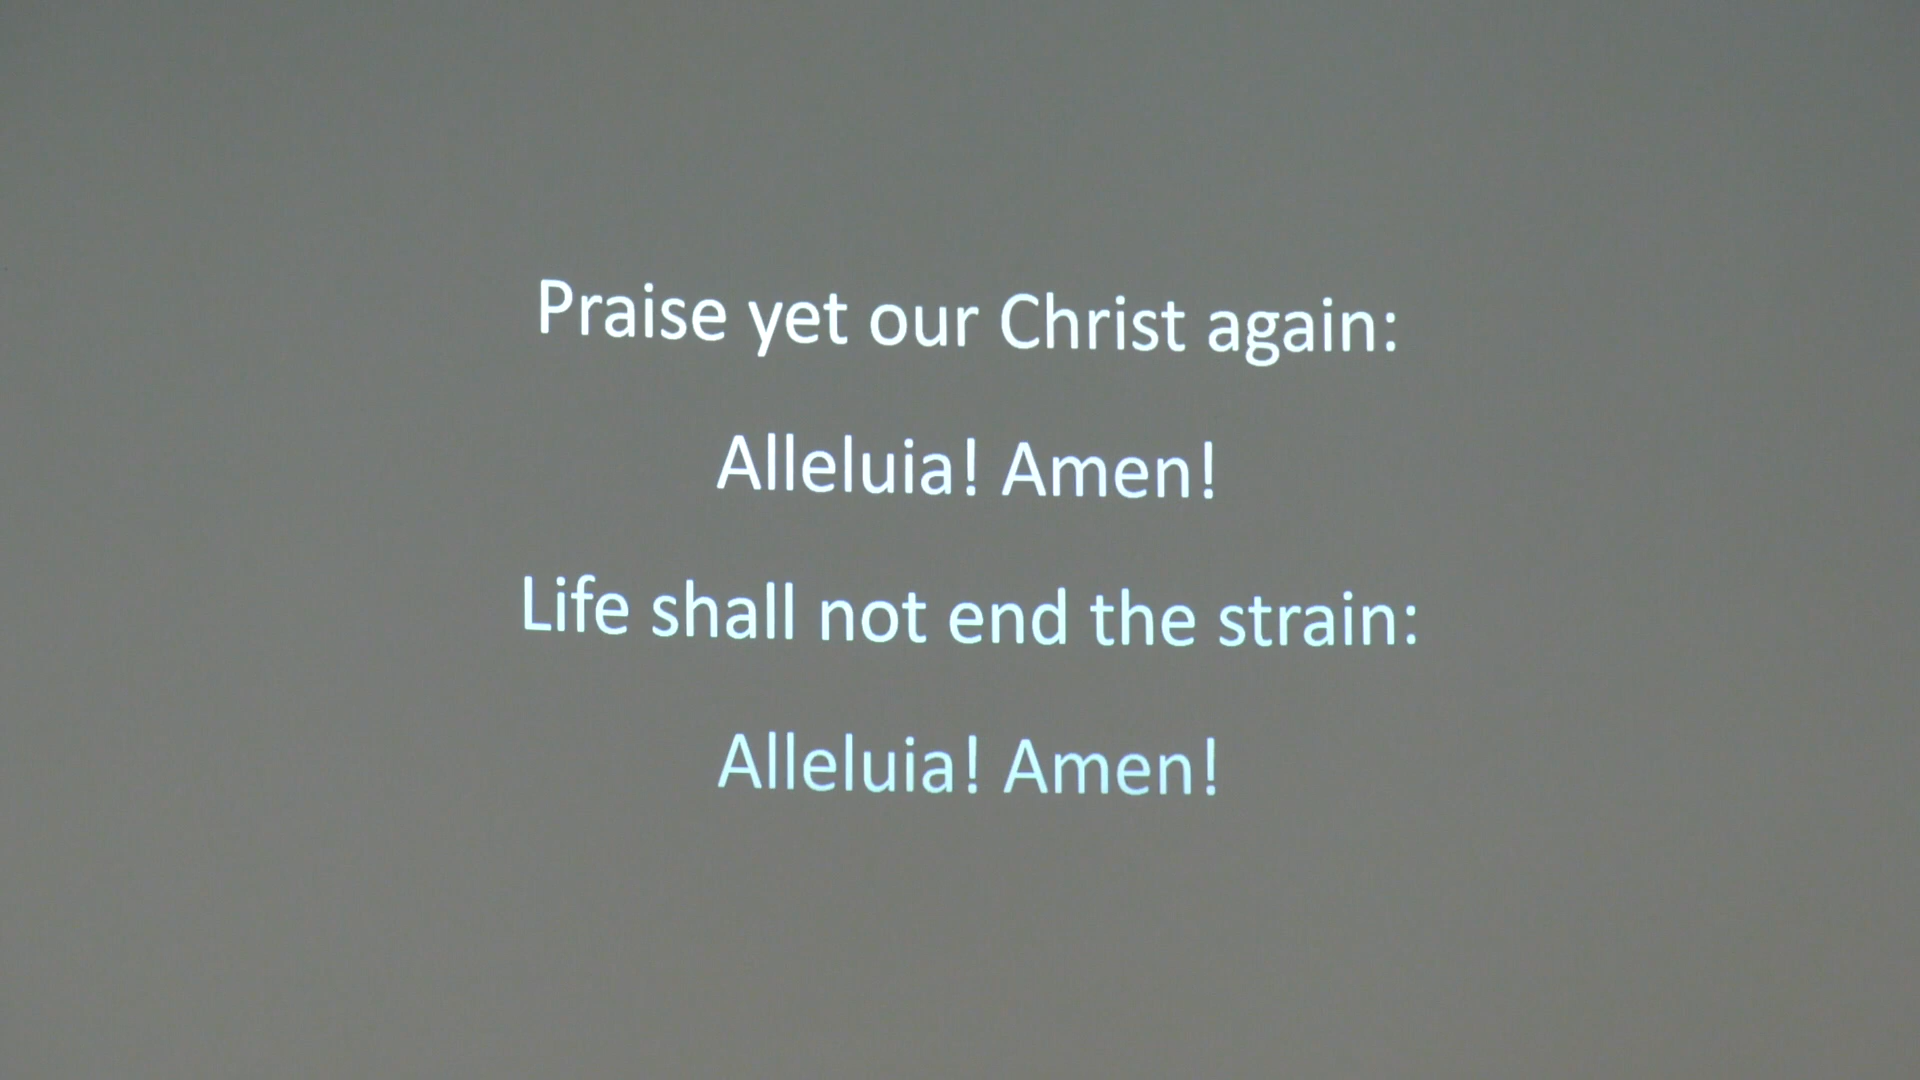 Praise yet our Christ again:
Alleluia! Amen!
Life shall not end the strain:
Alleluia! Amen!